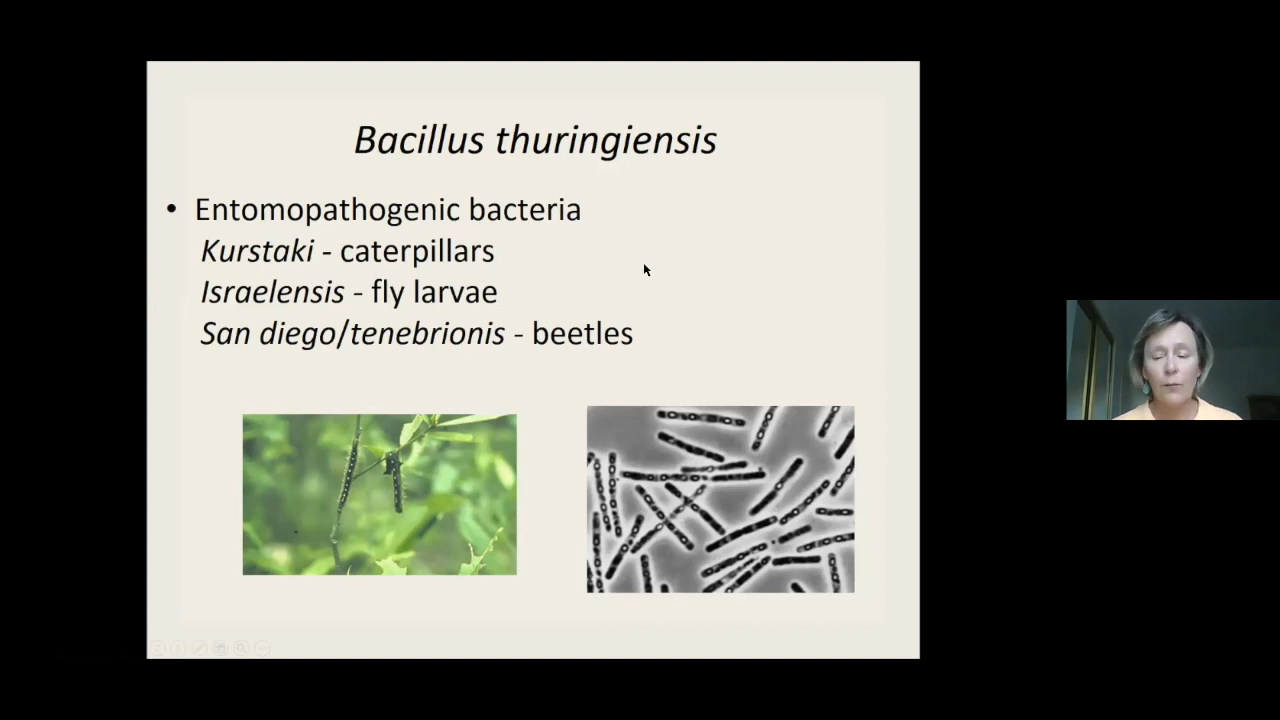 Bacillus thuringiensis
• Entomopathogenic bacteria
Kurstaki - caterpillars
Israelensis - fly larvae
San diego/tenebrionis - beetles